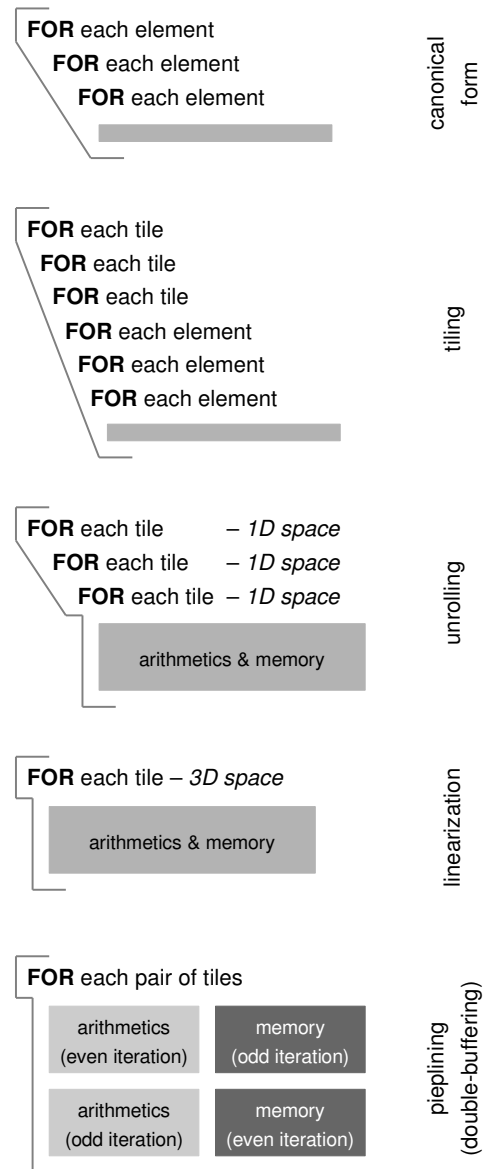 FOR each element
FOR each element
FOR each element
canonical
form
FOR each tile
FOR each tile
FOR each tile
FOR each element
FOR each element
FOR each element
tiling
FOR each tile – 1D space
FOR each tile – 1D space
FOR each tile – 1D space
arithmetics & memory
unrolling
FOR each tile – 3D space
arithmetics & memory
linearization
FOR each pair of tiles
arithmetics
(even iteration)
memory
(odd iteration)
arithmetics
(odd iteration)
memory
(even iteration)
pieplining
(double-buffering)